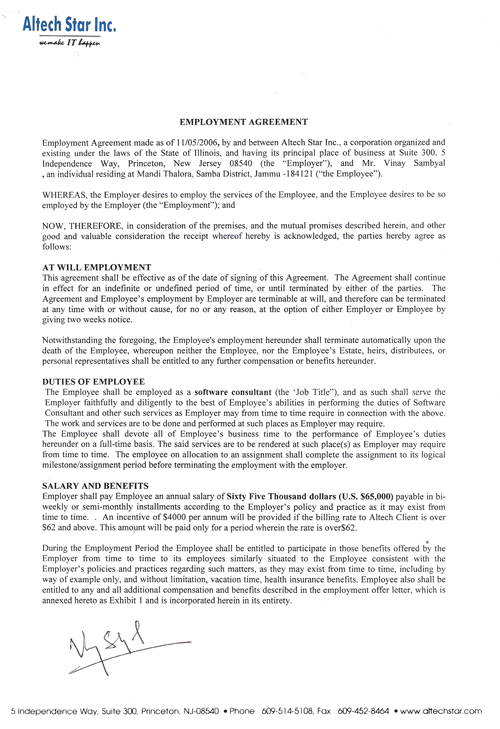 Altech Star Inc.
we make IT happen
EMPLOYMENT AGREEMENT
Employment Agreement made as of 11/05/2006, by and between Altech Star Inc., a corporation organized and
existing under the laws of the State of Illinois, and having its principal place of business at Suite 300, 5
Independence Way, Princeton, New Jersey 08540 (the "Employer"), and Mr. Vinay Sambyal
, an individual residing at Mandi Thalora, Samba District, Jammu -184121 ("the Employee").
WHEREAS, the Employer desires to employ the services of the Employee, and the Employee desires to be so
employed by the Employer (the "Employment"); and
NOW, THEREFORE, in consideration of the premises, and the mutual promises described herein, and other
good and valuable consideration the receipt whereof hereby is acknowledged, the parties hereby agree as
follows:
AT WILL EMPLOYMENT
This agreement shall be effective as of the date of signing of this Agreement. The Agreement shall continue
in effect for an indefinite or undefined period of time, or until terminated by either of the parties. The
Agreement and Employee's employment by Employer are terminable at will, and therefore can be terminated
at any time with or without cause, for no or any reason, at the option of either Employer or Employee by
giving two weeks notice.
Notwithstanding the foregoing, the Employee's employment hereunder shall terminate automatically upon the
death of the Employee, whereupon neither the Employee, nor the Employee's Estate, heirs, distributees, or
personal representatives shall be entitled to any further compensation or benefits hereunder.
DUTIES OF EMPLOYEE
The Employee shall be employed as a software consultant (the 'Job Title"), and as such shall serve the
Employer faithfully and diligently to the best of Employee's abilities in performing the duties of Software
Consultant and other such services as Employer may from time to time require in connection with the above.
The work and services are to be done and performed at such places as Employer may require.
The Employee shall devote all of Employee's business time to the performance of Employee's duties
hereunder on a full-time basis. The said services are to be rendered at such place(s) as Employer may require
from time to time. The employee on allocation to an assignment shall complete the assignment to its logical
milestone/assignment period before terminating the employment with the employer.
SALARY AND BENEFITS
Employer shall pay Employee an annual salary of Sixty Five Thousand dollars (U.S. $65,000) payable in bi-
weekly or semi-monthly installments according to the Employer's policy and practice as it may exist from
time to time. . An incentive of $4000 per annum will be provided if the billing rate to Altech Client is over
$62 and above. This amount will be paid only for a period wherein the rate is over$62.
During the Employment Period the Employee shall be entitled to participate in those benefits offered by the
Employer from time to time to its employees similarly situated to the Employee consistent with the
Employer's policies and practices regarding such matters, as they may exist from time to time, including by
way of example only, and without limitation, vacation time, health insurance benefits. Employee also shall be
entitled to any and all additional compensation and benefits described in the employment offer letter, which is
annexed hereto as Exhibit 1 and is incorporated herein in its entirety.
5 Independence Way, Suite 300, Princeton, NJ-08540 • Phone 609-514-5108, Fax 609-452-8464 • www.altechstar.com